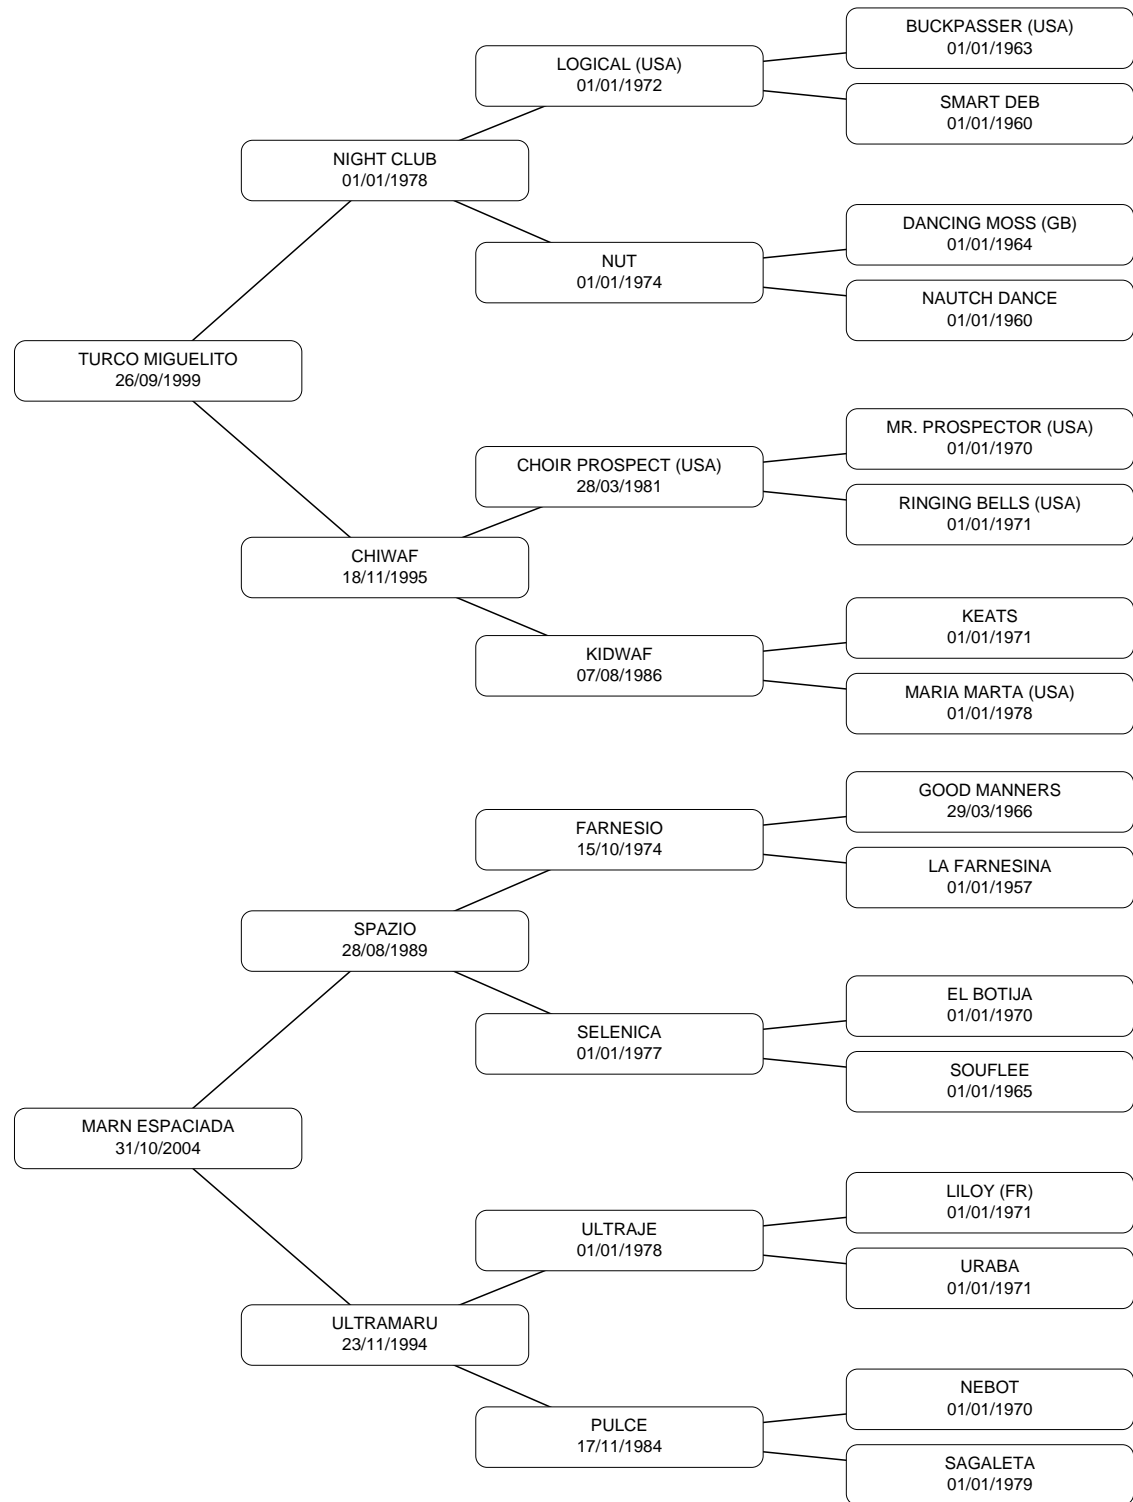 BUCKPASSER (USA)
01/01/1963
LOGICAL (USA)
01/01/1972
SMART DEB
01/01/1960
NIGHT CLUB
01/01/1978
DANCING MOSS (GB)
01/01/1964
NUT
01/01/1974
NAUTCH DANCE
01/01/1960
TURCO MIGUELITO
26/09/1999
MR. PROSPECTOR (USA)
01/01/1970
CHOIR PROSPECT (USA)
28/03/1981
RINGING BELLS (USA)
01/01/1971
CHIWAF
18/11/1995
KEATS
01/01/1971
KIDWAF
07/08/1986
MARIA MARTA (USA)
01/01/1978
GOOD MANNERS
29/03/1966
FARNESIO
15/10/1974
LA FARNESINA
01/01/1957
SPAZIO
28/08/1989
EL BOTIJA
01/01/1970
SELENICA
01/01/1977
SOUFLEE
01/01/1965
MARN ESPACIADA
31/10/2004
LILOY (FR)
01/01/1971
ULTRAJE
01/01/1978
URABA
01/01/1971
ULTRAMARU
23/11/1994
NEBOT
01/01/1970
PULCE
17/11/1984
SAGALETA
01/01/1979